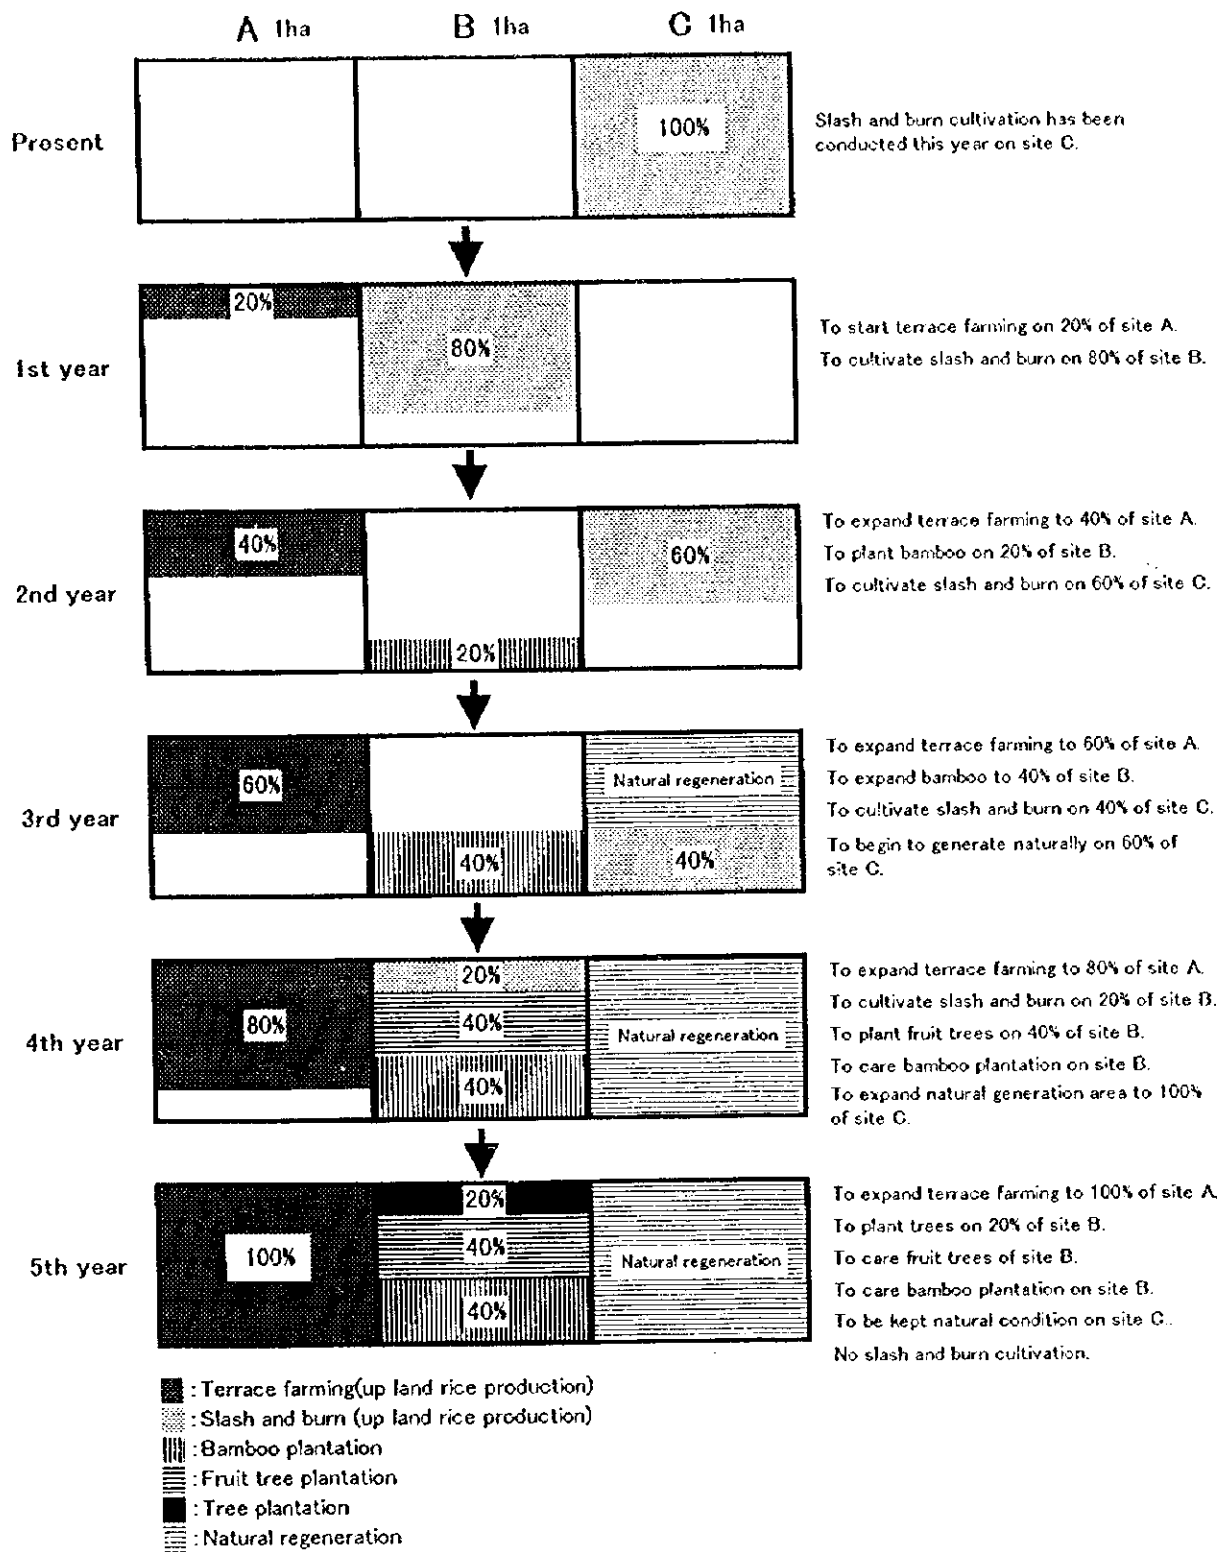 A 1ha B 1ha C 1ha
Present
100%
Slash and burn cultivation has been
conducted this year on site C.
1st year
20%
80%
To start terrace farming on 20% of site A.
To cultivate slash and burn on 80% of site B.
2nd year
40%
20%
60%
To expand terrace farming to 40% of site A.
To plant bamboo on 20% of site B.
To cultivate slash and burn on 60% of site C.
3rd year
60%
40%
Natural regeneration
40%
To expand terrace farming to 60% of site A.
To expand bamboo to 40% of site B.
To cultivate slash and burn on 40% of site C.
To begin to generate naturally on 60% of
site C.
4th year
80%
20%
40%
40%
Natural regeneration
To expand terrace farming to 80% of site A.
To cultivate slash and burn on 20% of site B.
To plant fruit trees on 40% of site B.
To care bamboo plantation on site B.
To expand natural generation area to 100%
of site C.
5th year
100%
20%
40%
40%
Natural regeneration
To expand terrace farming to 100% of site A.
To plant trees on 20% of site B.
To care fruit trees of site B.
To care bamboo plantation on site B.
To be kept natural condition on site C.
No slash and burn cultivation.
: Terrace farming(up land rice production)
: Slash and burn (up land rice production)
: Bamboo plantation
: Fruit tree plantation
: Tree plantation
: Natural regeneration